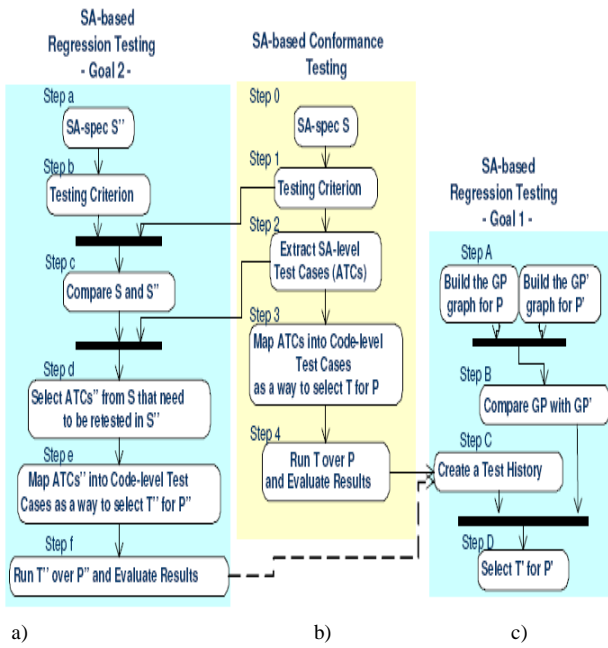 SA-based
Regression Testing
- Goal 2 -
Step a
SA-spec S’’
Step b
Testing Criterion
Step c
Compare S and S’’
Step d
Select ATCs’’ from S that need
to be retested in S’’
Step e
Map ATCs’’ into Code-level Test
Cases as a way to select T’’ for P’’
Step f
Run T’’ over P’’ and Evaluate Results
a)
SA-based Conformance
Testing
Step 0
SA-spec S
Step 1
Testing Criterion
Step 2
Extract SA-level
Test Cases (ATCs)
Step 3
Map ATCs into Code-level
Test Cases
as a way to select T for P
Step 4
Run T over P
and Evaluate Results
b)
SA-based
Regression Testing
- Goal 1 -
Step A
Build the GP
graph for P
Build the GP’
graph for P’
Step B
Compare GP with GP’
Step C
Create a Test History
Step D
Select T’ for P’
c)